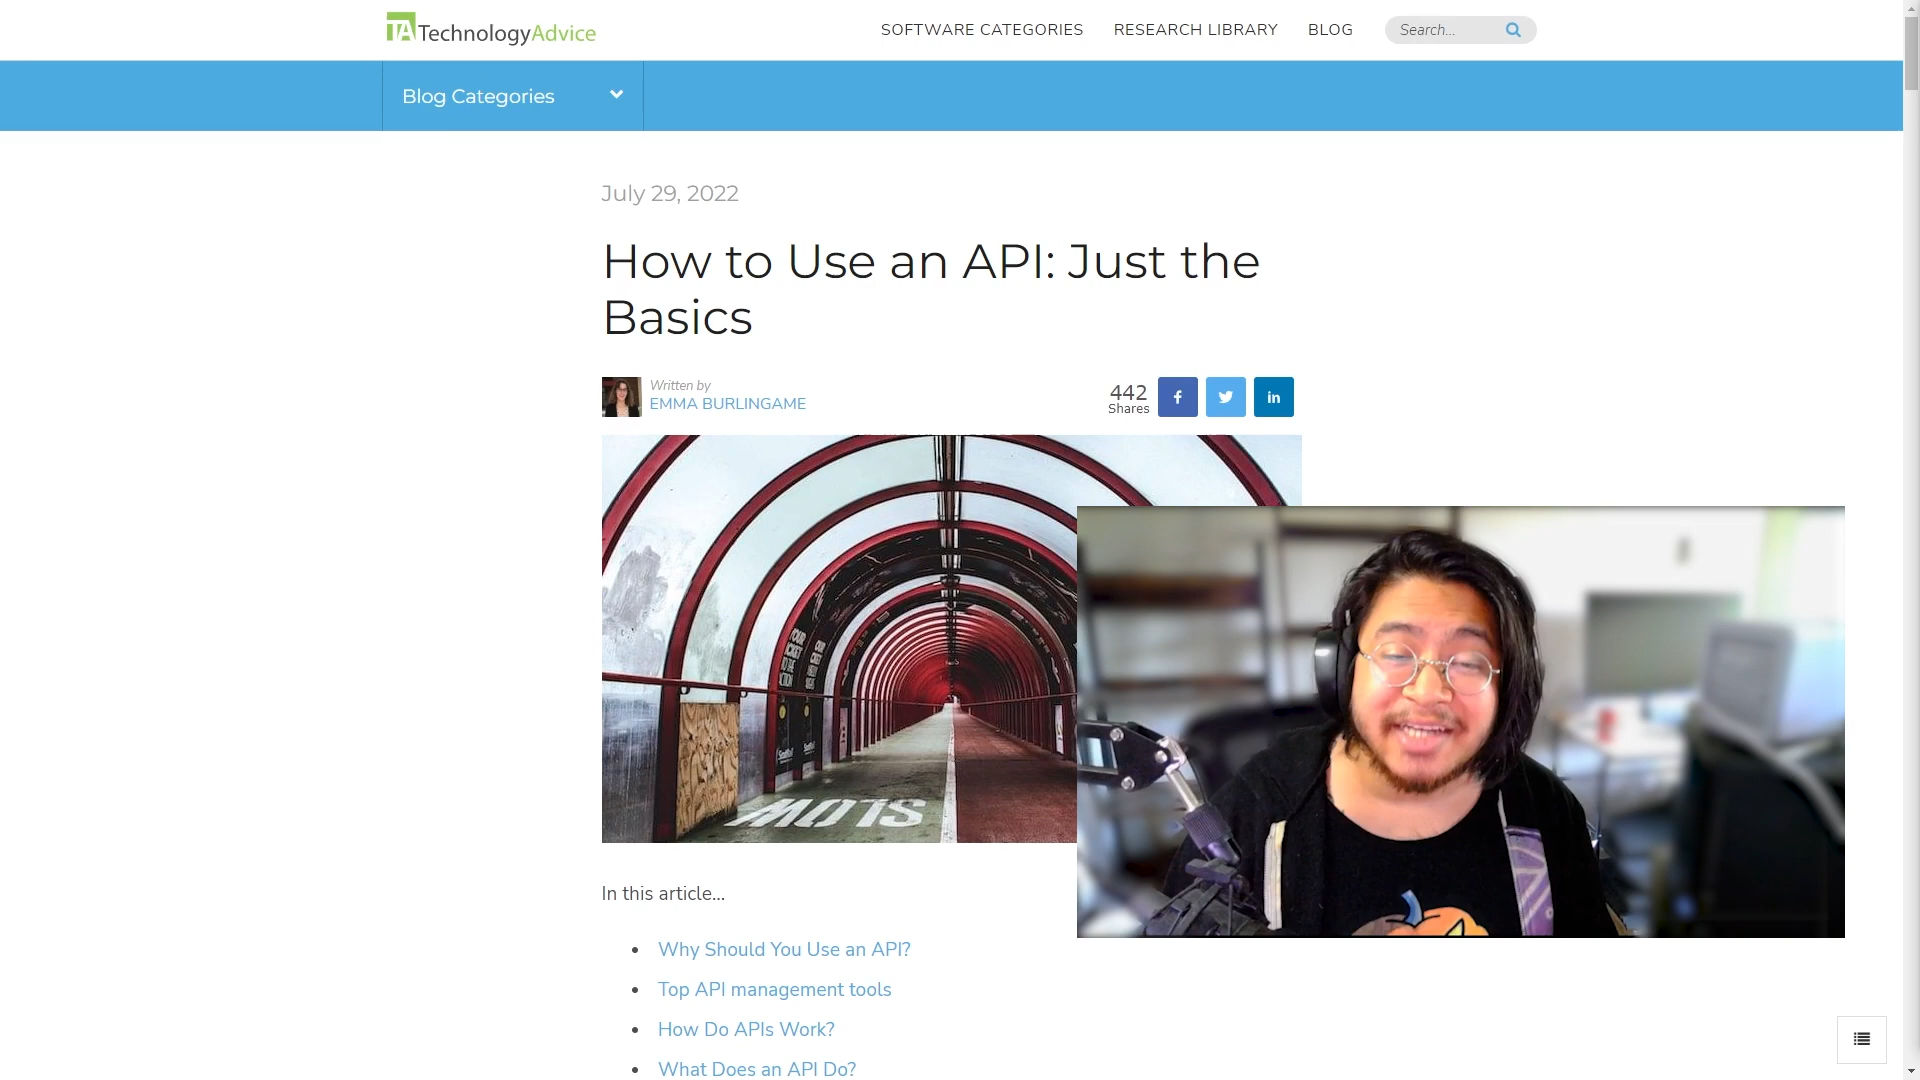 TA TechnologyAdvice
SOFTWARE CATEGORIES
RESEARCH LIBRARY
BLOG
Search...
Blog Categories
July 29, 2022
How to Use an API: Just the
Basics
Written by
EMMA BURLINGAME
442
Shares
SLOW
In this article...
Why Should You Use an API?
Top API management tools
How Do APIs Work?
What Does an API Do?